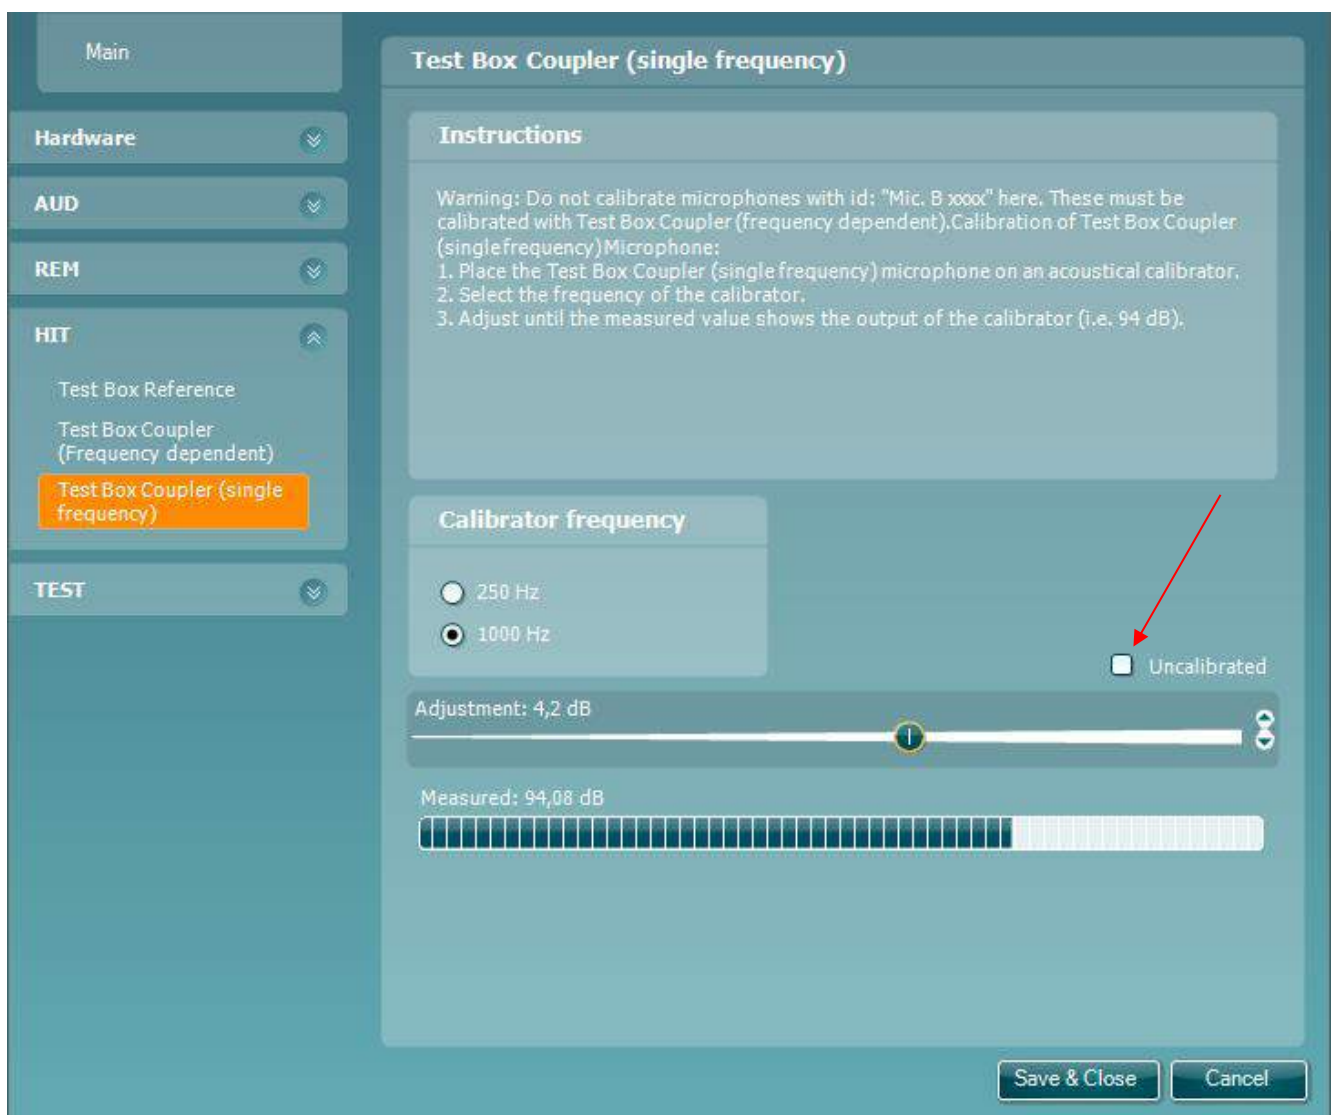 Main
Hardware
AUD
REM
HIT
Test Box Reference
Test Box Coupler
(Frequency dependent)
Test Box Coupler (single
frequency)
TEST
Test Box Coupler (single frequency)
Instructions
Warning: Do not calibrate microphones with id: "Mic. B xxxx" here. These must be
calibrated with Test Box Coupler (frequency dependent).Calibration of Test Box Coupler
(single frequency) Microphone:
1. Place the Test Box Coupler (single frequency) microphone on an acoustical calibrator.
2. Select the frequency of the calibrator.
3. Adjust until the measured value shows the output of the calibrator (i.e. 94 dB).
Calibrator frequency
250 Hz
1000 Hz
Uncalibrated
Adjustment: 4,2 dB
Measured: 94,08 dB
Save & Close
Cancel